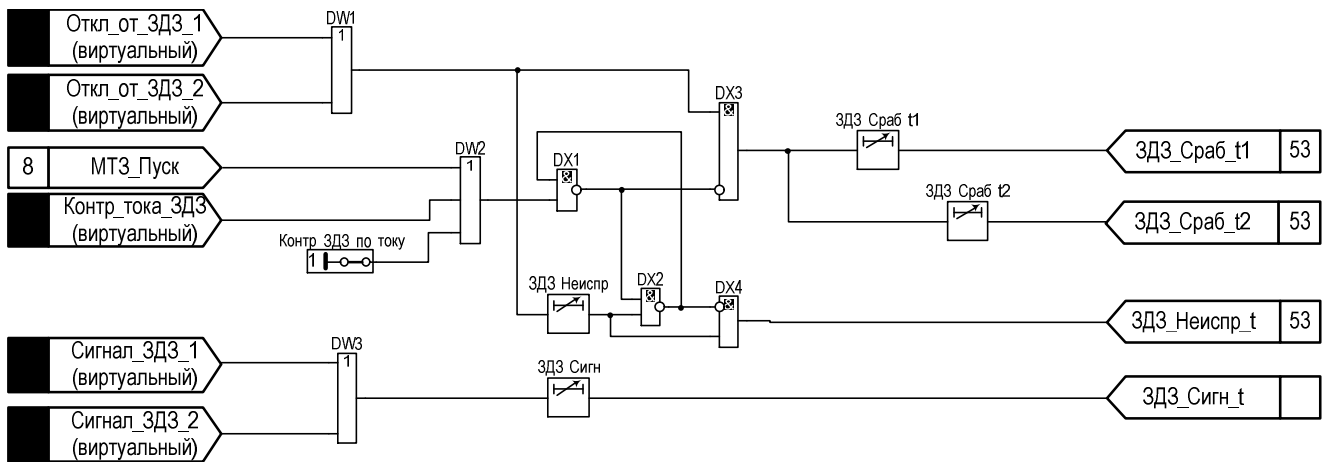 Откл_от_ЗДЗ_1
(виртуальный)
DW1
1
Откл_от_ЗДЗ_2
(виртуальный)
8 МТЗ_Пуск
Контр_тока_ЗДЗ
(виртуальный)
DW2
1
Контр ЗДЗ по току
1
DX1
&
DX3
&
ЗДЗ Сраб t1
ЗДЗ_Сраб_t1 53
ЗДЗ Сраб t2
ЗДЗ_Сраб_t2 53
ЗДЗ Неиспр
DX2
&
DX4
&
ЗДЗ_Неиспр_t 53
Сигнал_ЗДЗ_1
(виртуальный)
DW3
1
Сигнал_ЗДЗ_2
(виртуальный)
ЗДЗ Сигн
ЗДЗ_Сигн_t